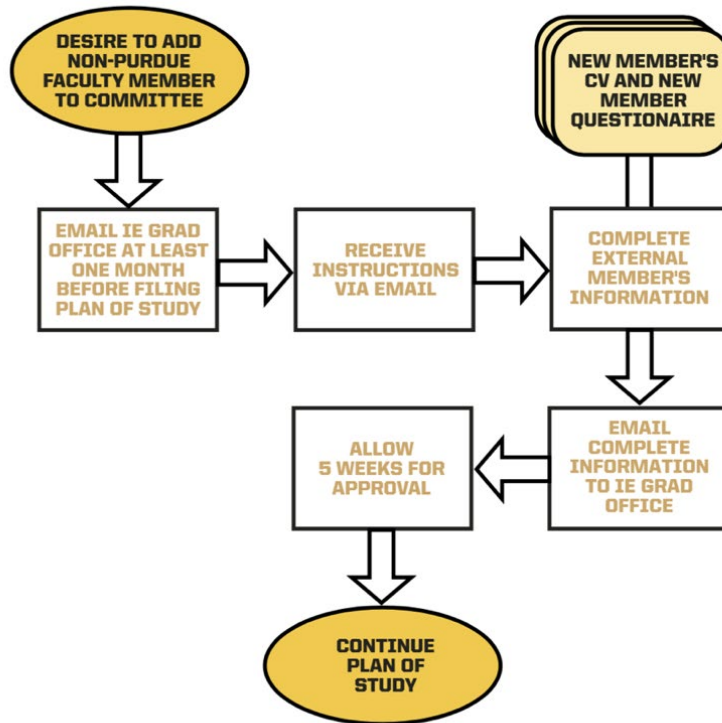 DESIRE TO ADD
NON-PURDUE
FACULTY MEMBER
TO COMMITTEE
NEW MEMBER'S
CV AND NEW
MEMBER
QUESTIONAIRE
EMAIL IE GRAD
OFFICE AT LEAST
ONE MONTH
BEFORE FILING
PLAN OF STUDY
RECEIVE
INSTRUCTIONS
VIA EMAIL
COMPLETE
EXTERNAL
MEMBER'S
INFORMATION
EMAIL
COMPLETE
INFORMATION
TO IE GRAD
OFFICE
ALLOW
5 WEEKS FOR
APPROVAL
CONTINUE
PLAN OF
STUDY